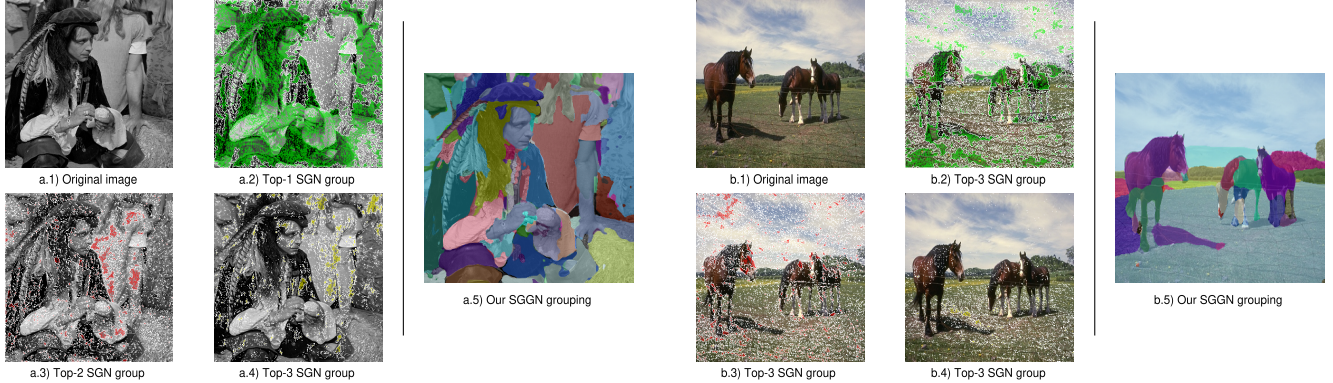 a.1) Original image
a.2) Top-1 SGN group
a.3) Top-2 SGN group
a.4) Top-3 SGN group
a.5) Our SGGN grouping
b.1) Original image
b.2) Top-3 SGN group
b.3) Top-3 SGN group
b.4) Top-3 SGN group
b.5) Our SGGN grouping